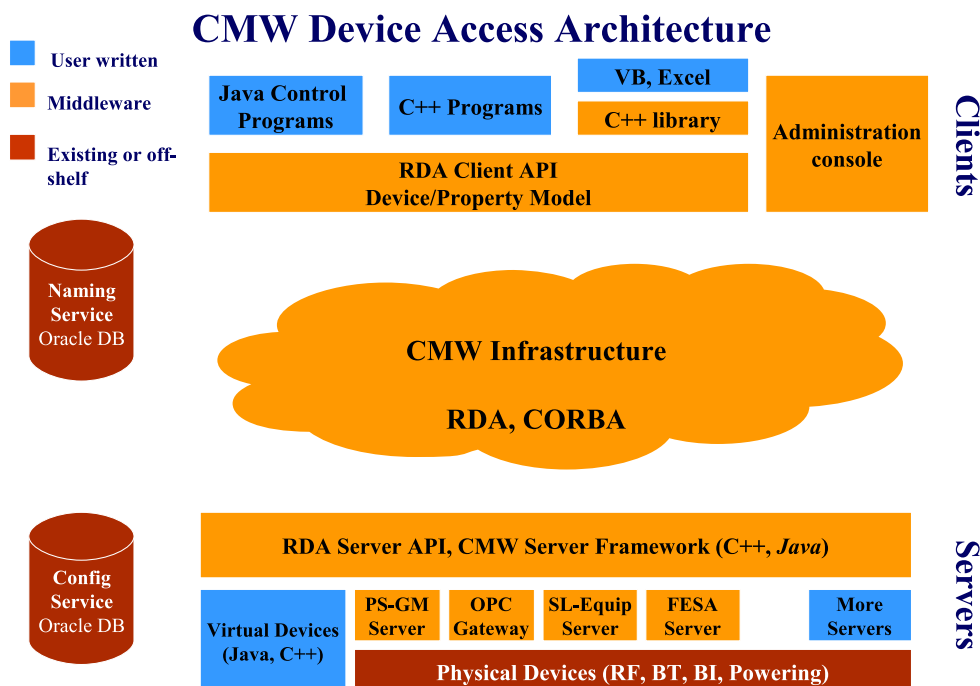 CMW Device Access Architecture
User written
Middleware
Existing or off-
shelf
Java Control
Programs
C++ Programs
VB, Excel
C++ library
Administration
console
RDA Client API
Device/Property Model
Clients
Naming
Service
Oracle DB
CMW Infrastructure
RDA, CORBA
Config
Service
Oracle DB
RDA Server API, CMW Server Framework (C++, Java)
Virtual Devices
(Java, C++)
PS-GM
Server
OPC
Gateway
SL-Equip
Server
FESA
Server
More
Servers
Physical Devices (RF, BT, BI, Powering)
Servers